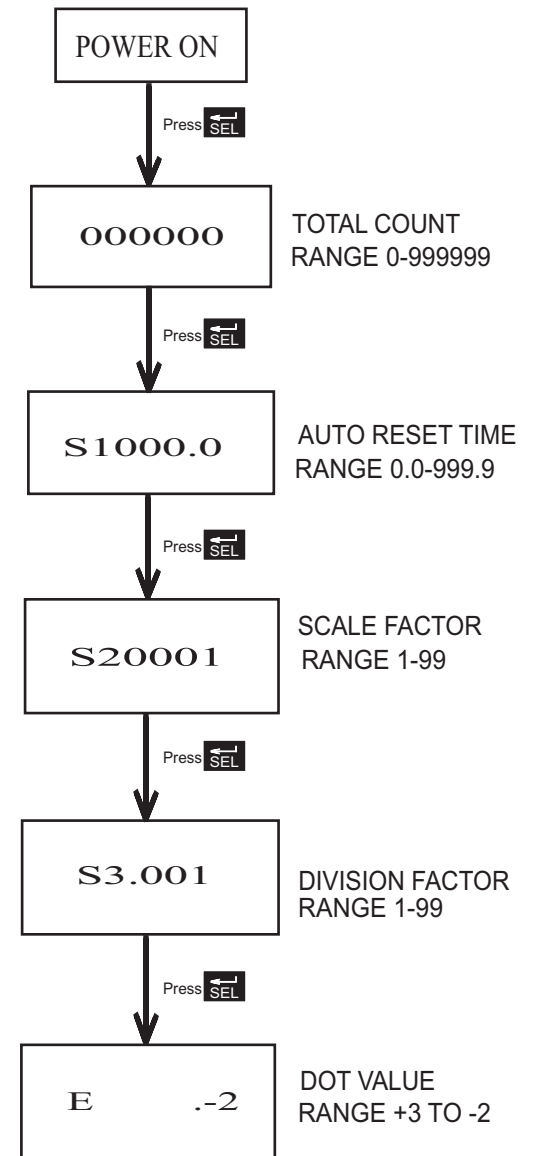 POWER ON
Press SEL
000000
TOTAL COUNT
RANGE 0-999999
Press SEL
S1000.0
AUTO RESET TIME
RANGE 0.0-999.9
Press SEL
S20001
SCALE FACTOR
RANGE 1-99
Press SEL
S3.001
DIVISION FACTOR
RANGE 1-99
Press SEL
E .-2
DOT VALUE
RANGE +3 TO -2